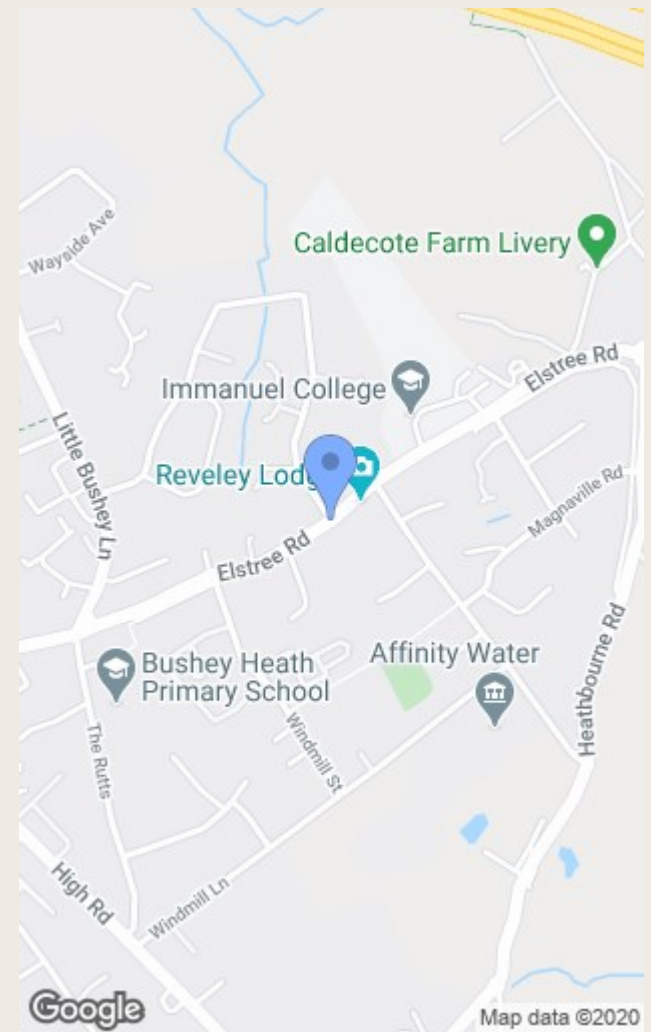 Wayside Ave
Caldecote Farm Livery
Elstree Rd
Immanuel College
Little Bushey Ln
Reveley
Magnaville Rd
Elstree Rd
Affinity Water
Bushey Heath
Primary School
Heathbourne Rd
The Rutts
Windmill St
High Rd
Windmill Ln
Google
Map data ©2020